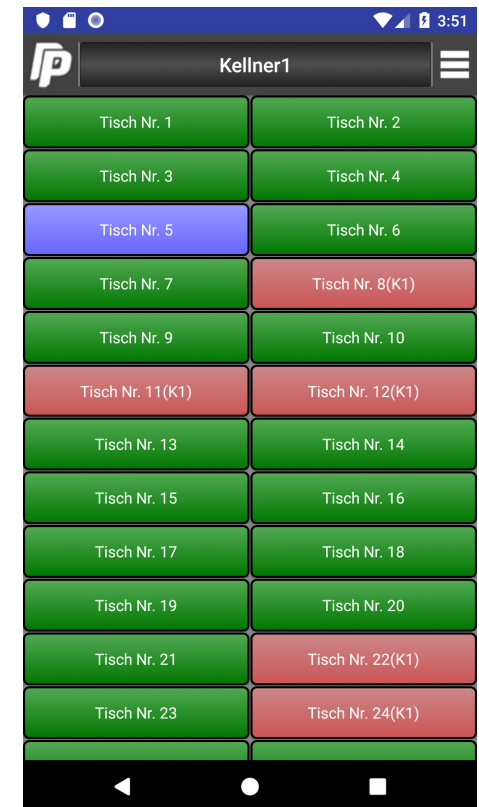 3:51
Kellner1
Tisch Nr. 1
Tisch Nr. 2
Tisch Nr. 3
Tisch Nr. 4
Tisch Nr. 5
Tisch Nr. 6
Tisch Nr. 7
Tisch Nr. 8(K1)
Tisch Nr. 9
Tisch Nr. 10
Tisch Nr. 11(K1)
Tisch Nr. 12(K1)
Tisch Nr. 13
Tisch Nr. 14
Tisch Nr. 15
Tisch Nr. 16
Tisch Nr. 17
Tisch Nr. 18
Tisch Nr. 19
Tisch Nr. 20
Tisch Nr. 21
Tisch Nr. 22(K1)
Tisch Nr. 23
Tisch Nr. 24(K1)